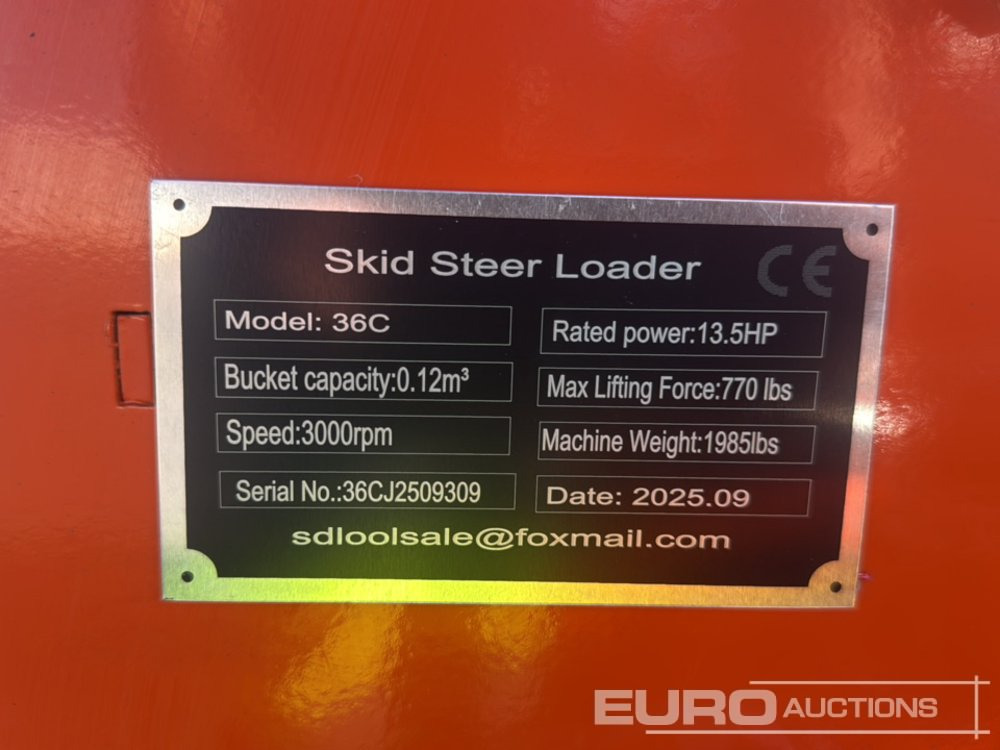 Skid Steer Loader CE
Model: 36C
Rated power:13.5HP
Bucket capacity:0.12m³
Max Lifting Force:770 lbs
Speed:3000rpm
Machine Weight:1985lbs
Serial No.:36CJ2509309
Date: 2025.09
sdloolsale@foxmail.com
EURO AUCTIONS